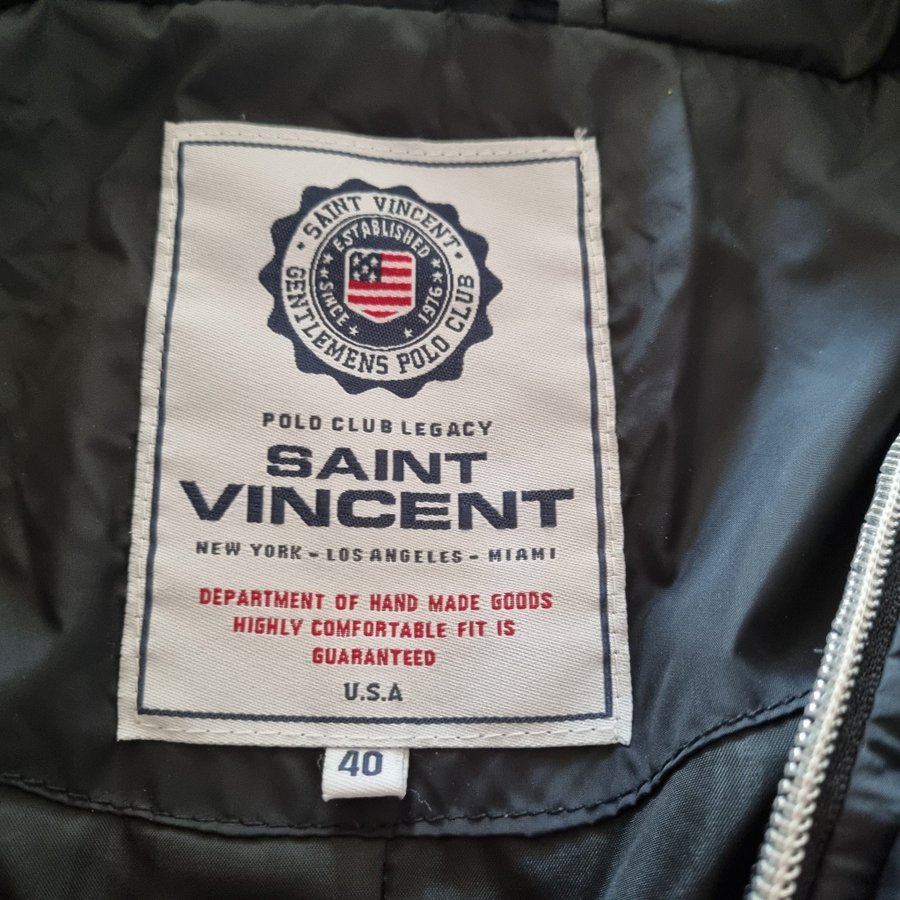 · SAINT VINCENT ·
GENTLEMENS POLO CLUB
ESTABLISHED
SINCE 1976
POLO CLUB LEGACY
SAINT
VINCENT
NEW YORK - LOS ANGELES - MIAMI
DEPARTMENT OF HAND MADE GOODS
HIGHLY COMFORTABLE FIT IS
GUARANTEED
U.S.A
40